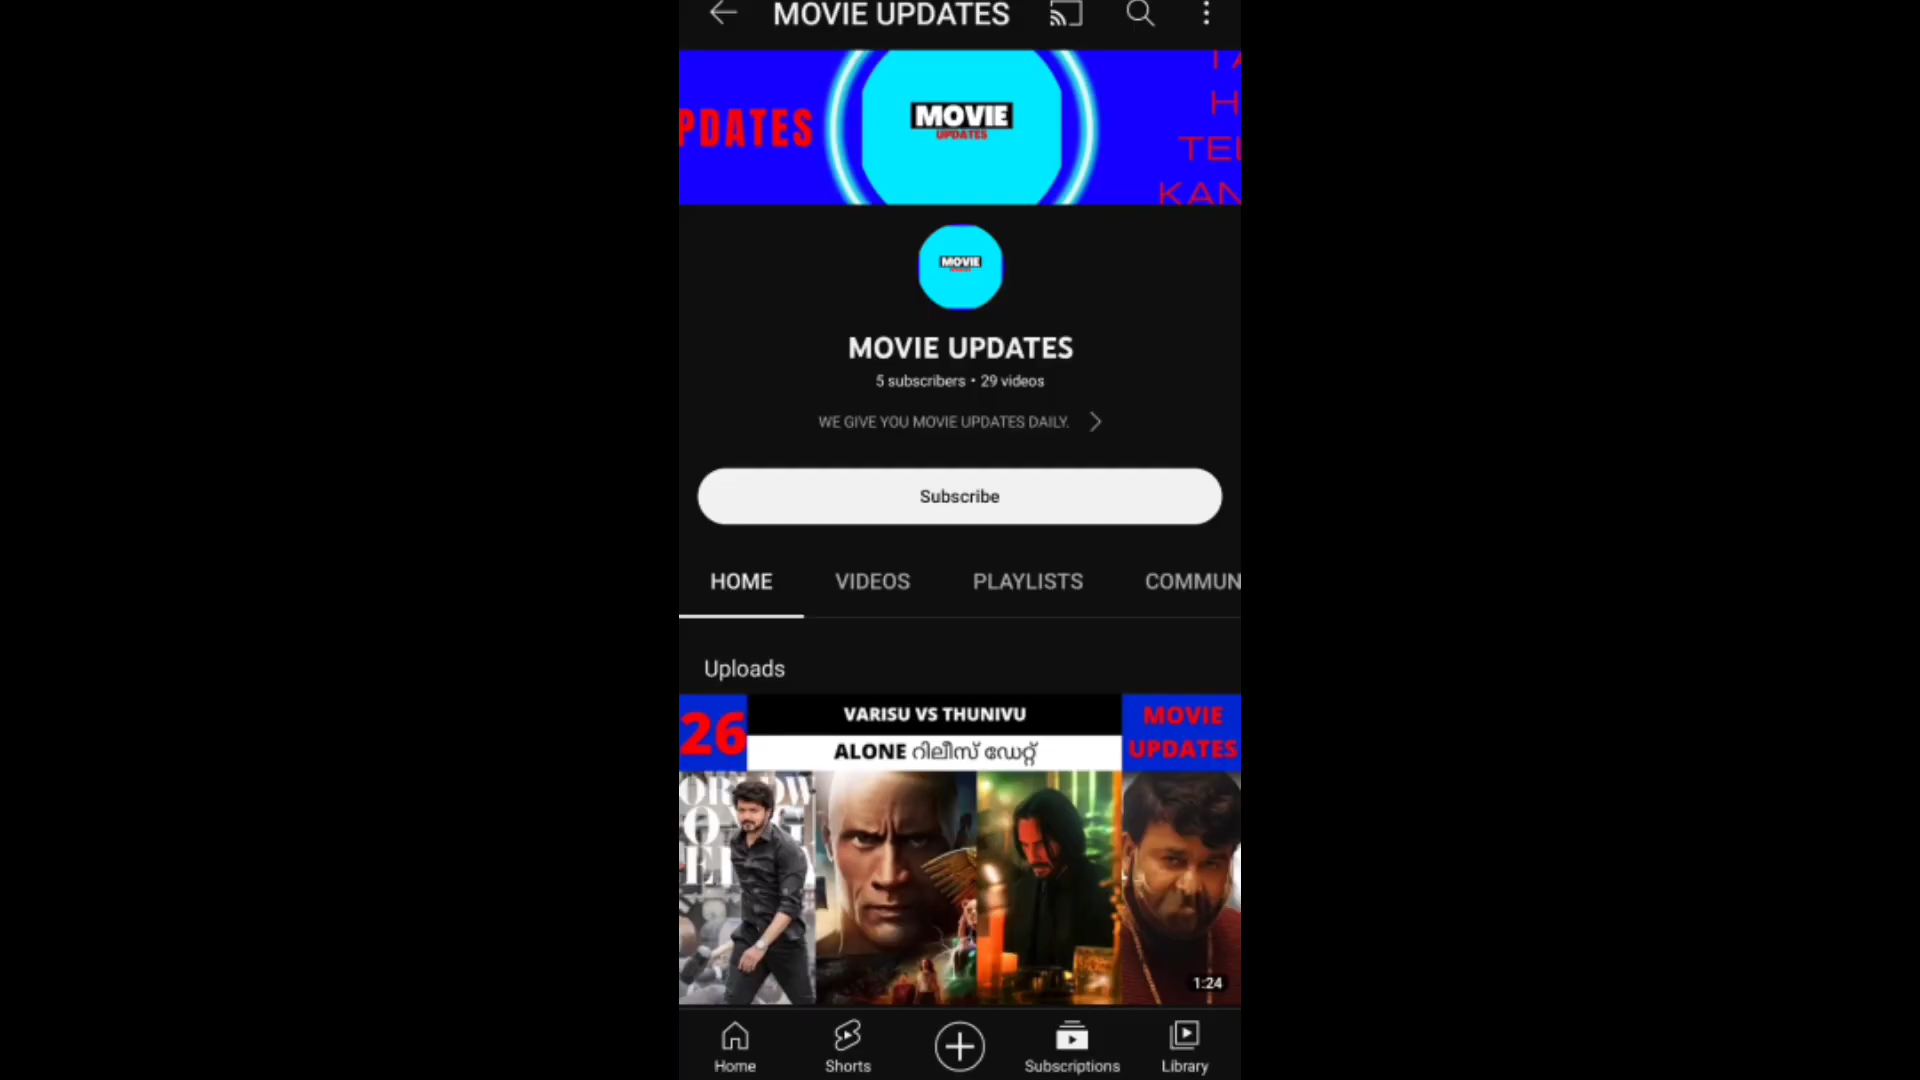 MOVIE UPDATES
PDATES
MOVIE
UPDATES
TA
H
TEL
KAN
MOVIE
MOVIE UPDATES
5 subscribers • 29 videos
WE GIVE YOU MOVIE UPDATES DAILY.
Subscribe
HOME VIDEOS PLAYLISTS COMMUN
Uploads
26
VARISU VS THUNIVU
ALONE റിലീസ് ഡേറ്റ്
MOVIE
UPDATES
1:24
Home Shorts Subscriptions Library